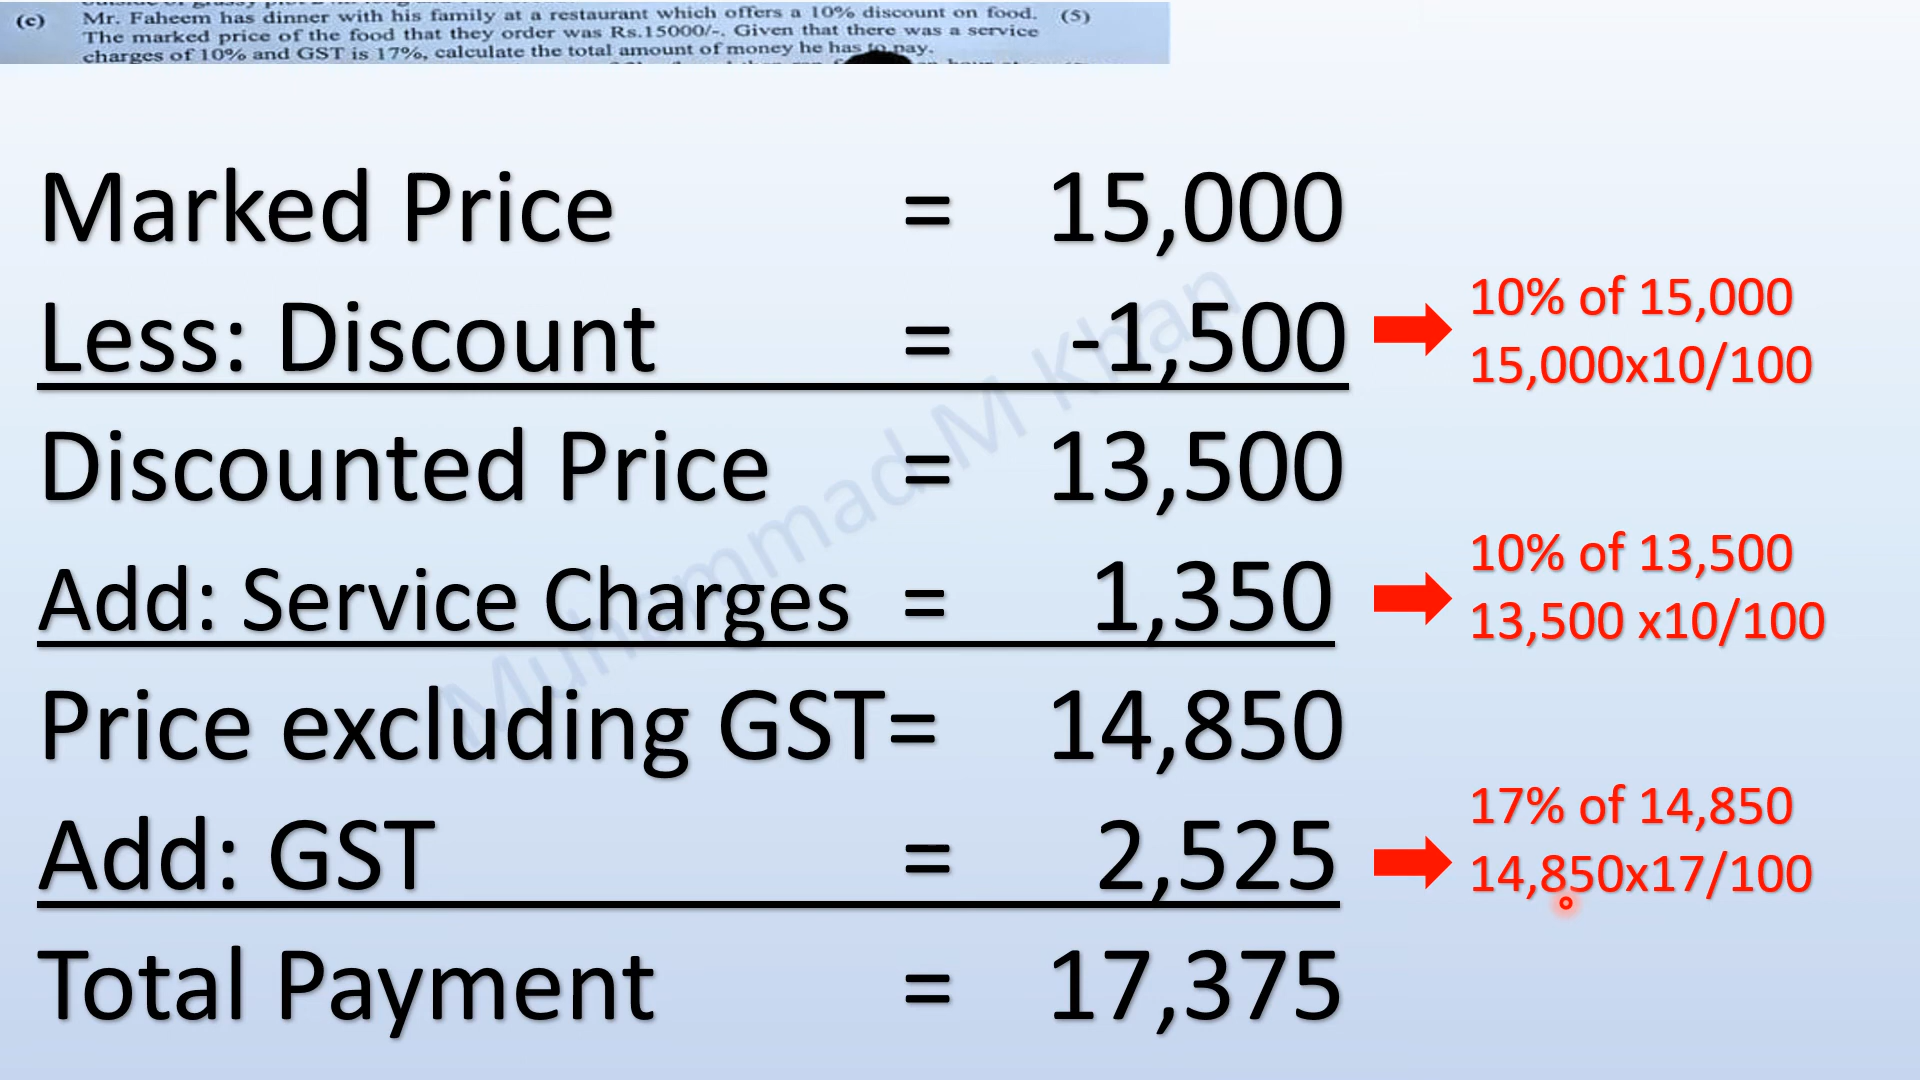 (c) Mr. Faheem has dinner with his family at a restaurant which offers a 10% discount on food. (5)
The marked price of the food that they order was Rs.15000/-. Given that there was a service
charges of 10% and GST is 17%, calculate the total amount of money he has to pay.
Marked Price = 15,000
Less: Discount = -1,500
10% of 15,000
15,000x10/100
Discounted Price = 13,500
Add: Service Charges = 1,350
10% of 13,500
13,500 x10/100
Price excluding GST= 14,850
Add: GST = 2,525
17% of 14,850
14,850x17/100
Total Payment = 17,375
Muhammad M Khan